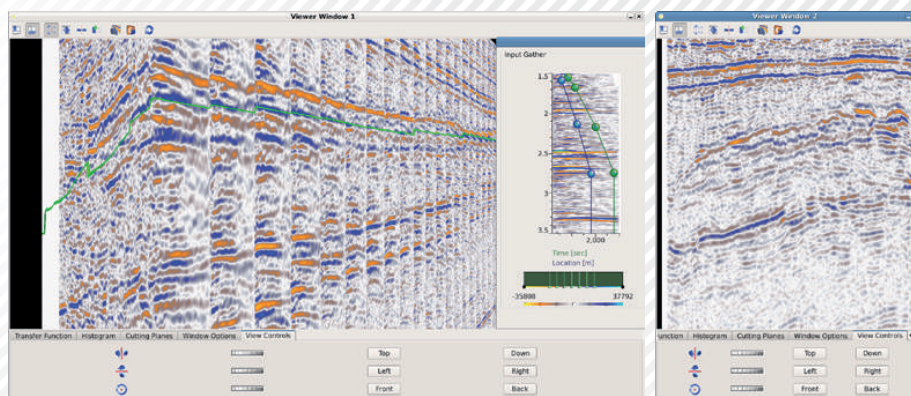 Viewer Window 1
Input Gather
1.5
2
2.5
3
3.5
2,000
Time [sec]
Location [m]
-35000 37792
Transfer Function Histogram Cutting Planes Window Options View Controls
Top Down
Left Right
Front Back
Viewer Window 2
unction Histogram Cutting Planes Window Options View Controls
Top Down
Left Right
Front Back